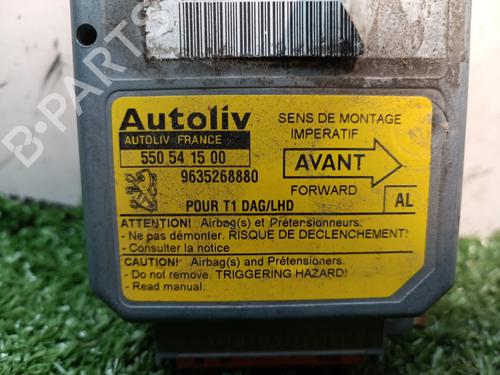 Autoliv
AUTOLIV FRANCE
550 54 15 00
9635268880
SENS DE MONTAGE
IMPERATIF
AVANT
FORWARD
POUR T1 DAG/LHD
AL
ATTENTION! Airbag(s) et Prétensionneurs.
- Ne pas démonter. RISQUE DE DECLENCHEMENT!
- Consulter la notice
CAUTION! Airbag(s) and Prétensioners.
- Do not remove. TRIGGERING HAZARD!
- Read manual.